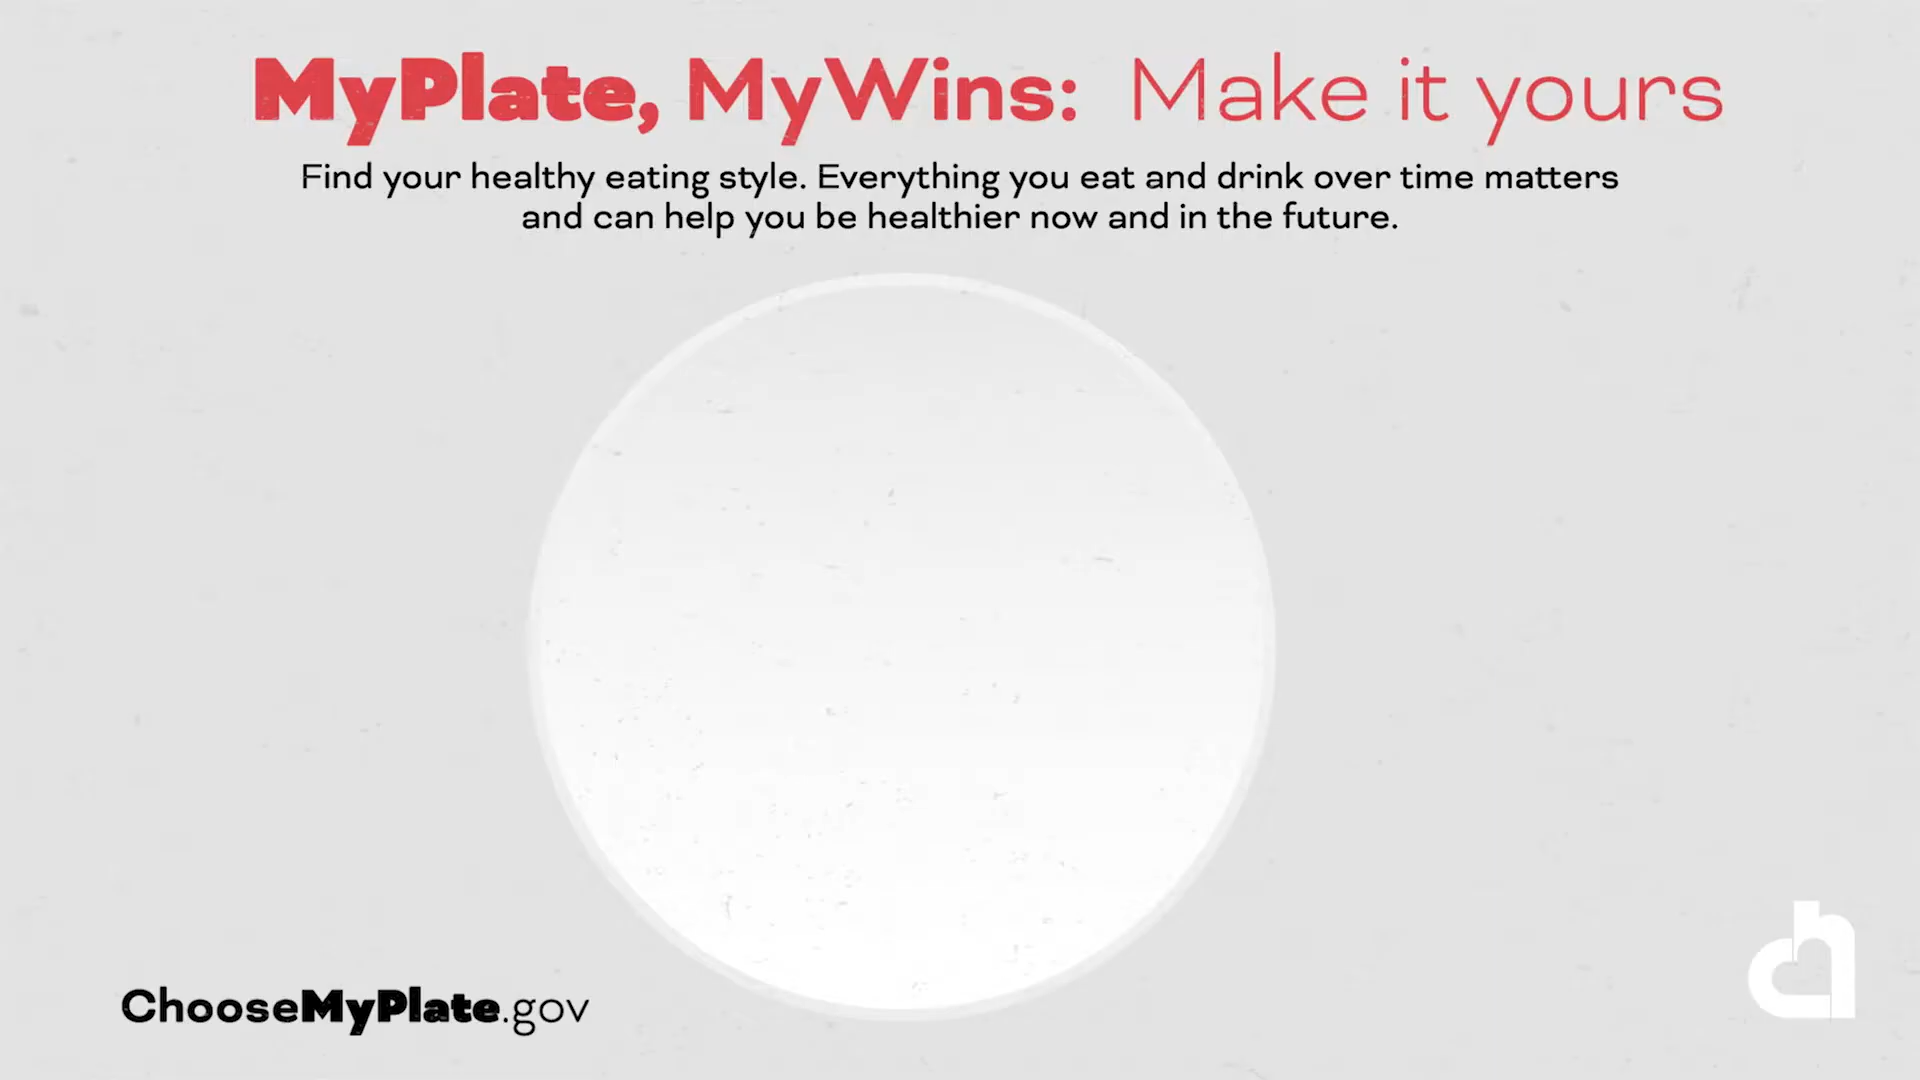 MyPlate, MyWins: Make it yours
Find your healthy eating style. Everything you eat and drink over time matters
and can help you be healthier now and in the future.
ChooseMyPlate.gov